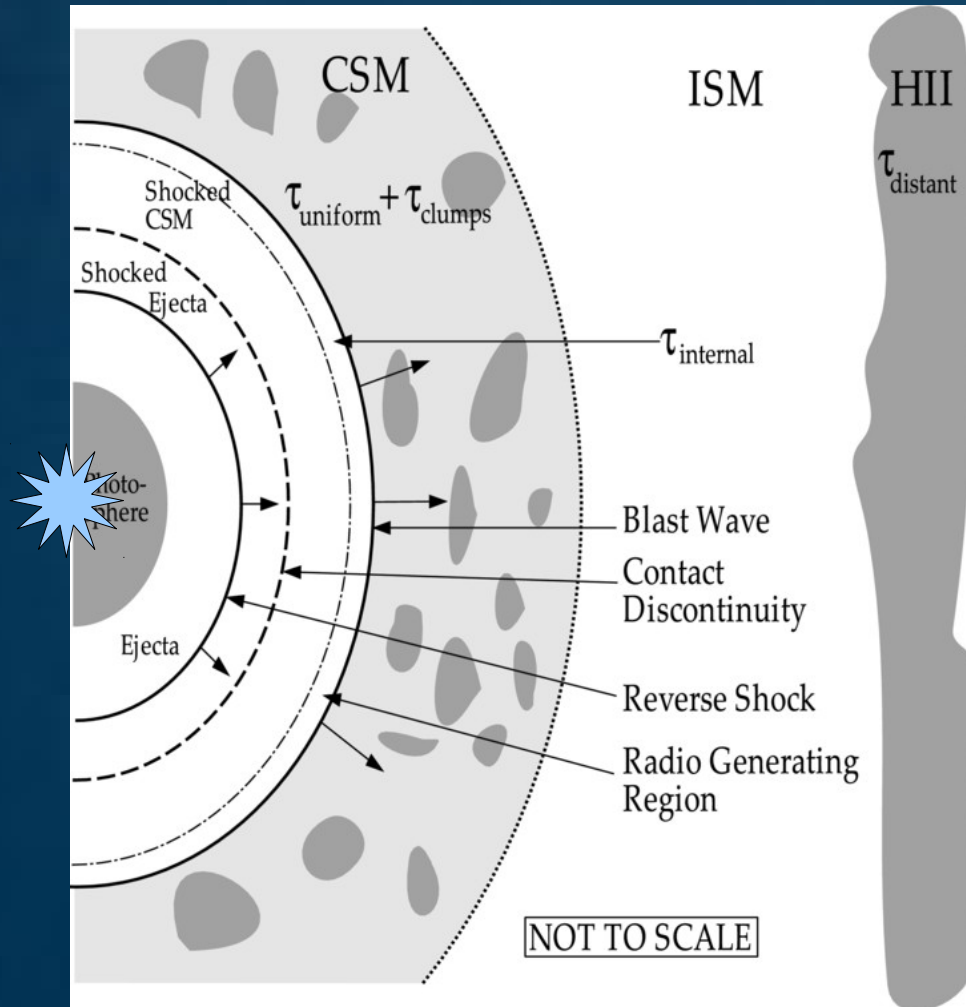 CSM
ISM
HII
τdistant
Shocked
CSM
τuniform + τclumps
Shocked
Ejecta
τinternal
sphere
Blast Wave
Contact
Discontinuity
Ejecta
Reverse Shock
Radio Generating
Region
NOT TO SCALE